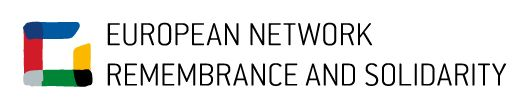 EUROPEAN NETWORK
REMEMBRANCE AND SOLIDARITY